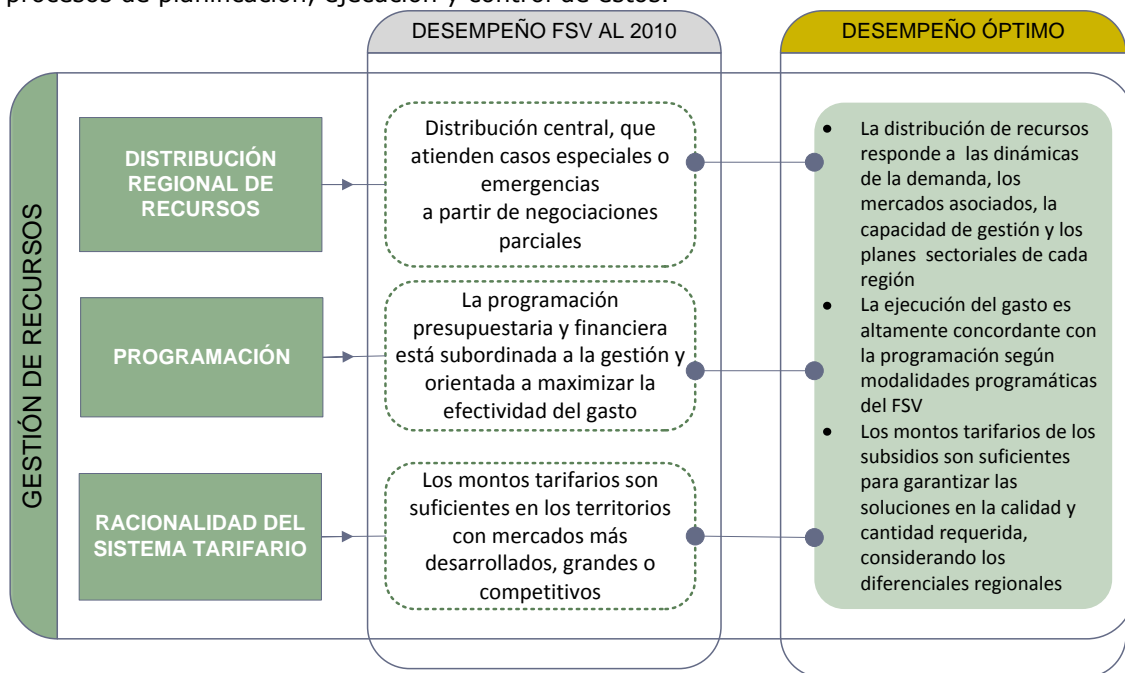 procesos de planificación, ejecución y control de éstos.
DESEMPEÑO FSV AL 2010
DESEMPEÑO ÓPTIMO
GESTIÓN DE RECURSOS
DISTRIBUCIÓN
REGIONAL DE
RECURSOS
Distribución central, que
atienden casos especiales o
emergencias
a partir de negociaciones
parciales
PROGRAMACIÓN
La programación
presupuestaria y financiera
está subordinada a la gestión y
orientada a maximizar la
efectividad del gasto
RACIONALIDAD DEL
SISTEMA TARIFARIO
Los montos tarifarios son
suficientes en los territorios
con mercados más
desarrollados, grandes o
competitivos
• La distribución de recursos
responde a las dinámicas
de la demanda, los
mercados asociados, la
capacidad de gestión y los
planes sectoriales de cada
región
• La ejecución del gasto es
altamente concordante con
la programación según
modalidades programáticas
del FSV
• Los montos tarifarios de los
subsidios son suficientes
para garantizar las
soluciones en la calidad y
cantidad requerida,
considerando los
diferenciales regionales